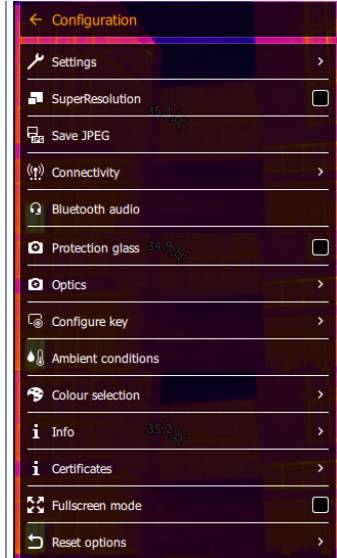 ← Configuration
Settings
SuperResolution
35.1
Save JPEG
Connectivity
Bluetooth audio
Protection glass 34.9
Optics
Configure key
Ambient conditions
Colour selection
Info 35.2
Certificates
Fullscreen mode
Reset options